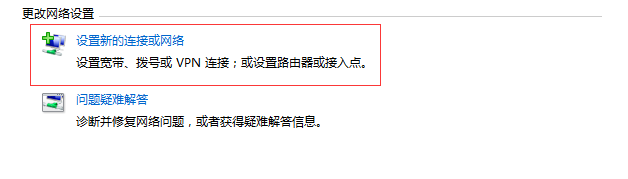 更改网络设置
设置新的连接或网络
设置宽带、拨号或 VPN 连接；或设置路由器或接入点。
问题疑难解答
诊断并修复网络问题，或者获得疑难解答信息。